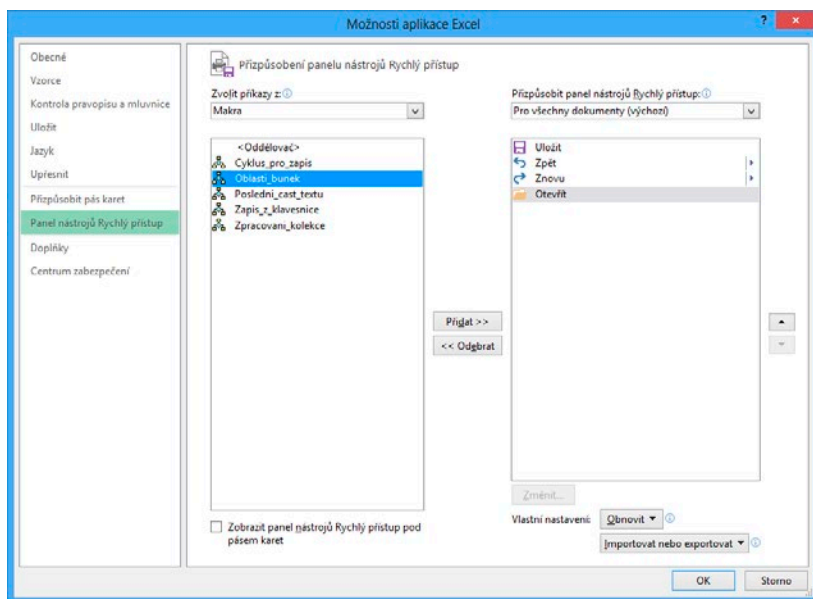 Možnosti aplikace Excel
?
Obecné
Vzorce
Kontrola pravopisu a mluvnice
Uložit
Jazyk
Upřesnit
Přizpůsobit pás karet
Panel nástrojů Rychlý přístup
Doplňky
Centrum zabezpečení
Přizpůsobení panelu nástrojů Rychlý přístup
Zvolit příkazy z:
Makra
<Oddělovač>
Cyklus_pro_zapis
Oblasti_bunek
Posledni_cast_textu
Zapis_z_klavesnice
Zpracovani_kolekce
Zobrazit panel nástrojů Rychlý přístup pod
pásem karet
Přidat >>
<< Odebrat
Přizpůsobit panel nástrojů Rychlý přístup:
Pro všechny dokumenty (výchozí)
Uložit
Zpět
Znovu
Otevřít
Změnit...
Vlastní nastavení:
Obnovit
Importovat nebo exportovat
OK
Storno